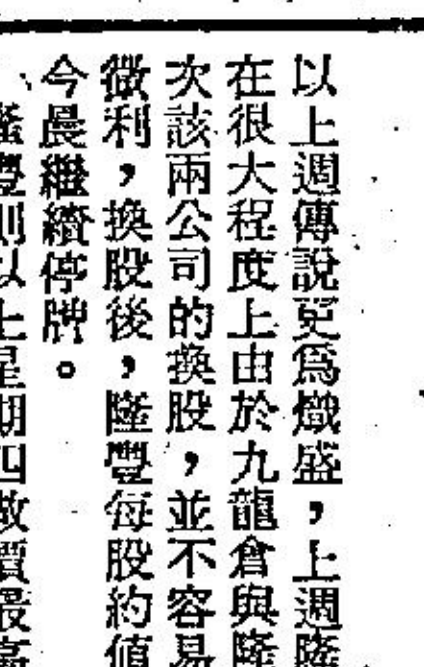 以上週傳說更爲熾盛，上週隆
在很大程度上由於九龍倉與隆
次該兩公司的換股，並不容易
微利，換股後，隆豐每股約值
今晨繼續停牌。
隆豐則以上星期四做價最高